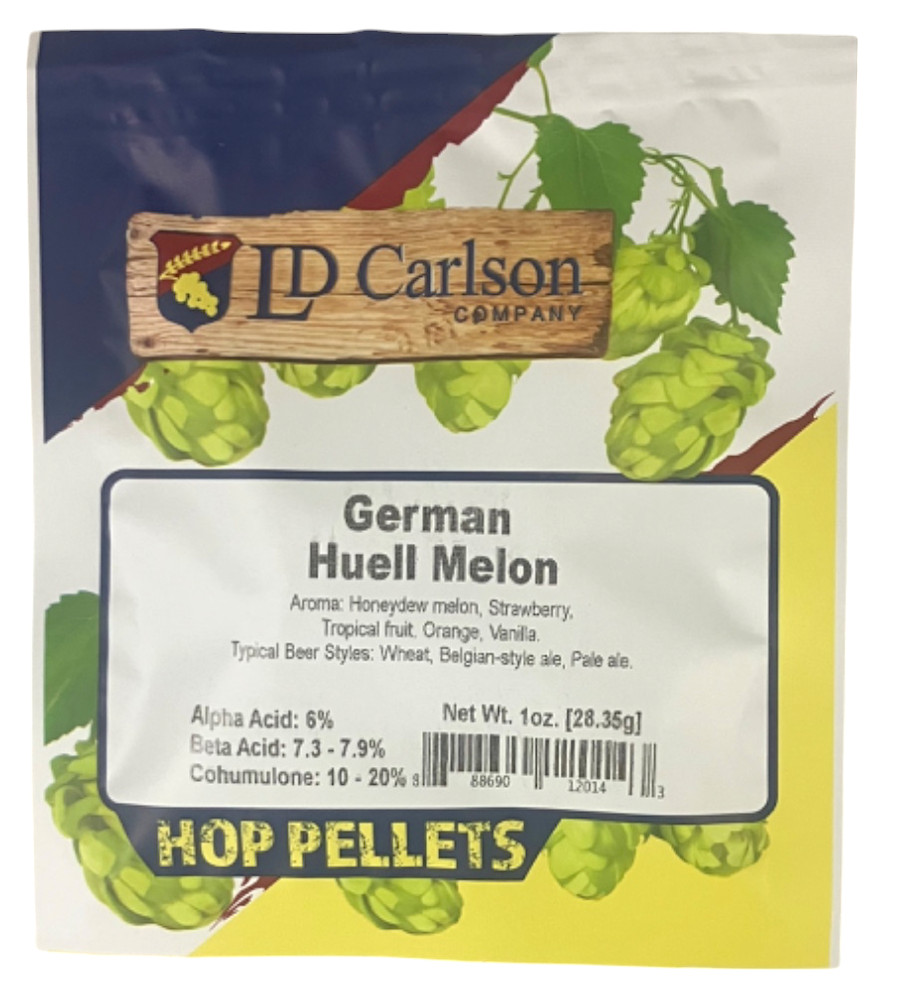 LD Carlson
COMPANY
German
Huell Melon
Aroma: Honeydew melon, Strawberry,
Tropical fruit, Orange, Vanilla.
Typical Beer Styles: Wheat, Belgian-style ale, Pale ale.
Alpha Acid: 6%
Net Wt. 1oz. [28.35g]
Beta Acid: 7.3 - 7.9%
Cohumulone: 10 - 20%
8 88690 12014 3
HOP PELLETS